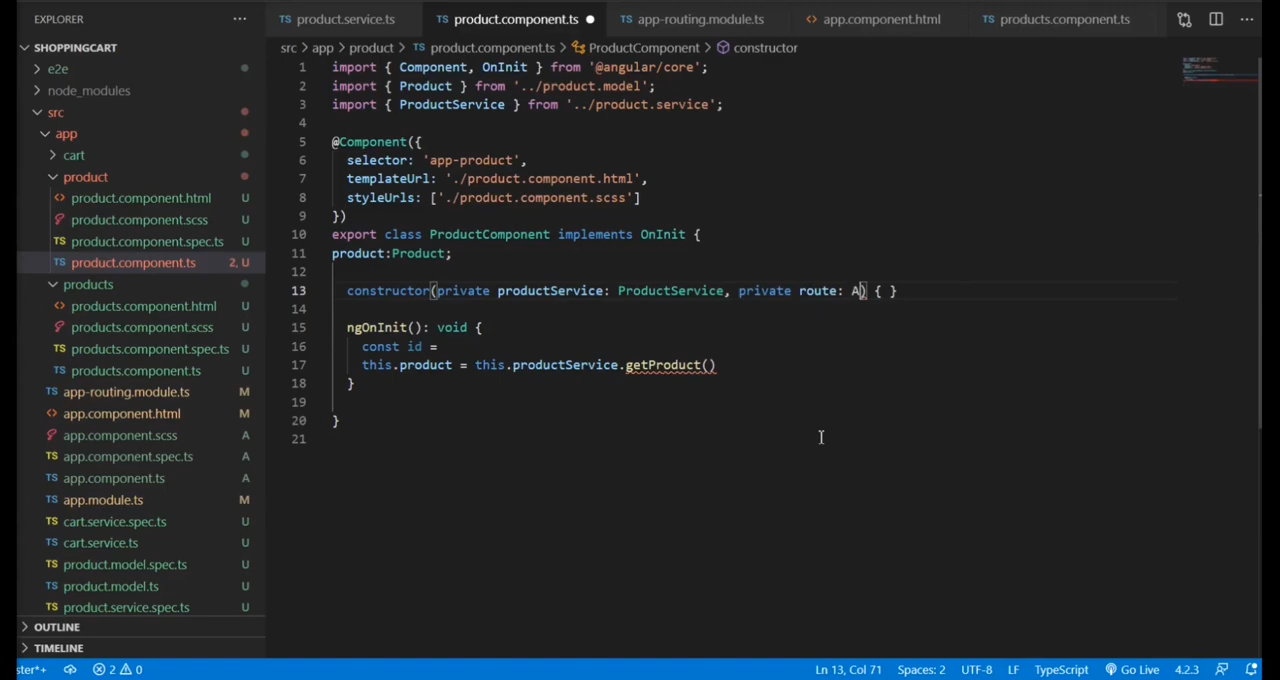 EXPLORER
SHOPPINGCART
e2e
node_modules
src
app
cart
product
product.component.html U
product.component.scss U
product.component.spec.ts U
product.component.ts 2, U
products
products.component.html U
products.component.scss U
products.component.spec.ts U
products.component.ts U
app-routing.module.ts M
app.component.html M
app.component.scss A
app.component.spec.ts A
app.component.ts A
app.module.ts M
cart.service.spec.ts U
cart.service.ts U
product.model.spec.ts U
product.model.ts U
product.service.spec.ts U
OUTLINE
TIMELINE
product.service.ts product.component.ts app-routing.module.ts app.component.html products.component.ts
src > app > product > product.component.ts > ProductComponent > constructor
1 import { Component, OnInit } from '@angular/core';
2 import { Product } from '../product.model';
3 import { ProductService } from '../product.service';
4
5 @Component({
6 selector: 'app-product',
7 templateUrl: './product.component.html',
8 styleUrls: ['./product.component.scss']
9 })
10 export class ProductComponent implements OnInit {
11 product:Product;
12
13 constructor(private productService: ProductService, private route: A) { }
14
15 ngOnInit(): void {
16 const id =
17 this.product = this.productService.getProduct()
18 }
19
20 }
21
ster*+ 2 0 Ln 13, Col 71 Spaces: 2 UTF-8 LF TypeScript Go Live 4.2.3